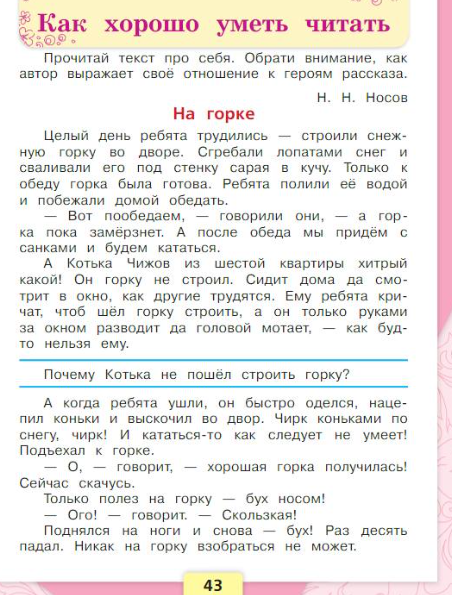 Как хорошо уметь читать
Прочитай текст про себя. Обрати внимание, как
автор выражает своё отношение к героям рассказа.
Н. Н. Носов
На горке
Целый день ребята трудились — строили снеж-
ную горку во дворе. Сгребали лопатами снег и
сваливали его под стенку сарая в кучу. Только к
обеду горка была готова. Ребята полили её водой
и побежали домой обедать.
— Вот пообедаем, — говорили они, — а гор-
ка пока замёрзнет. А после обеда мы придём с
санками и будем кататься.
А Котька Чижов из шестой квартиры хитрый
какой! Он горку не строил. Сидит дома да смо-
трит в окно, как другие трудятся. Ему ребята кри-
чат, чтоб шёл горку строить, а он только руками
за окном разводит да головой мотает, — как буд-
то нельзя ему.
Почему Котька не пошёл строить горку?
А когда ребята ушли, он быстро оделся, наце-
пил коньки и выскочил во двор. Чирк коньками по
снегу, чирк! И кататься-то как следует не умеет!
Подъехал к горке.
— О, — говорит, — хорошая горка получилась!
Сейчас скачусь.
Только полез на горку — бух носом!
— Ого! — говорит. — Скользкая!
Поднялся на ноги и снова — бух! Раз десять
падал. Никак на горку взобраться не может.
43